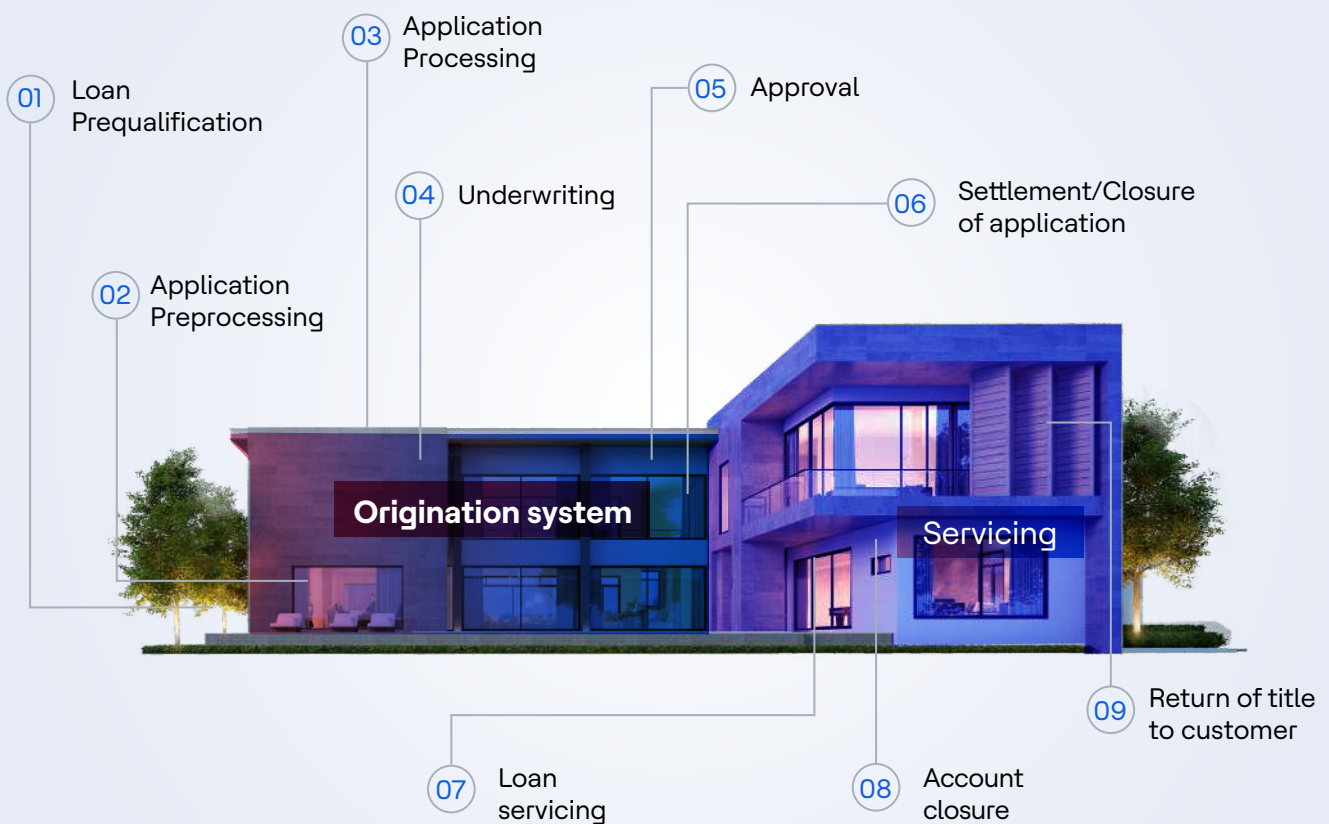 03
Application
Processing
01
Loan
Prequalification
05
Approval
04
Underwriting
06
Settlement/Closure
of application
02
Application
Preprocessing
Origination system
Servicing
09
Return of title
to customer
07
Loan
servicing
08
Account
closure